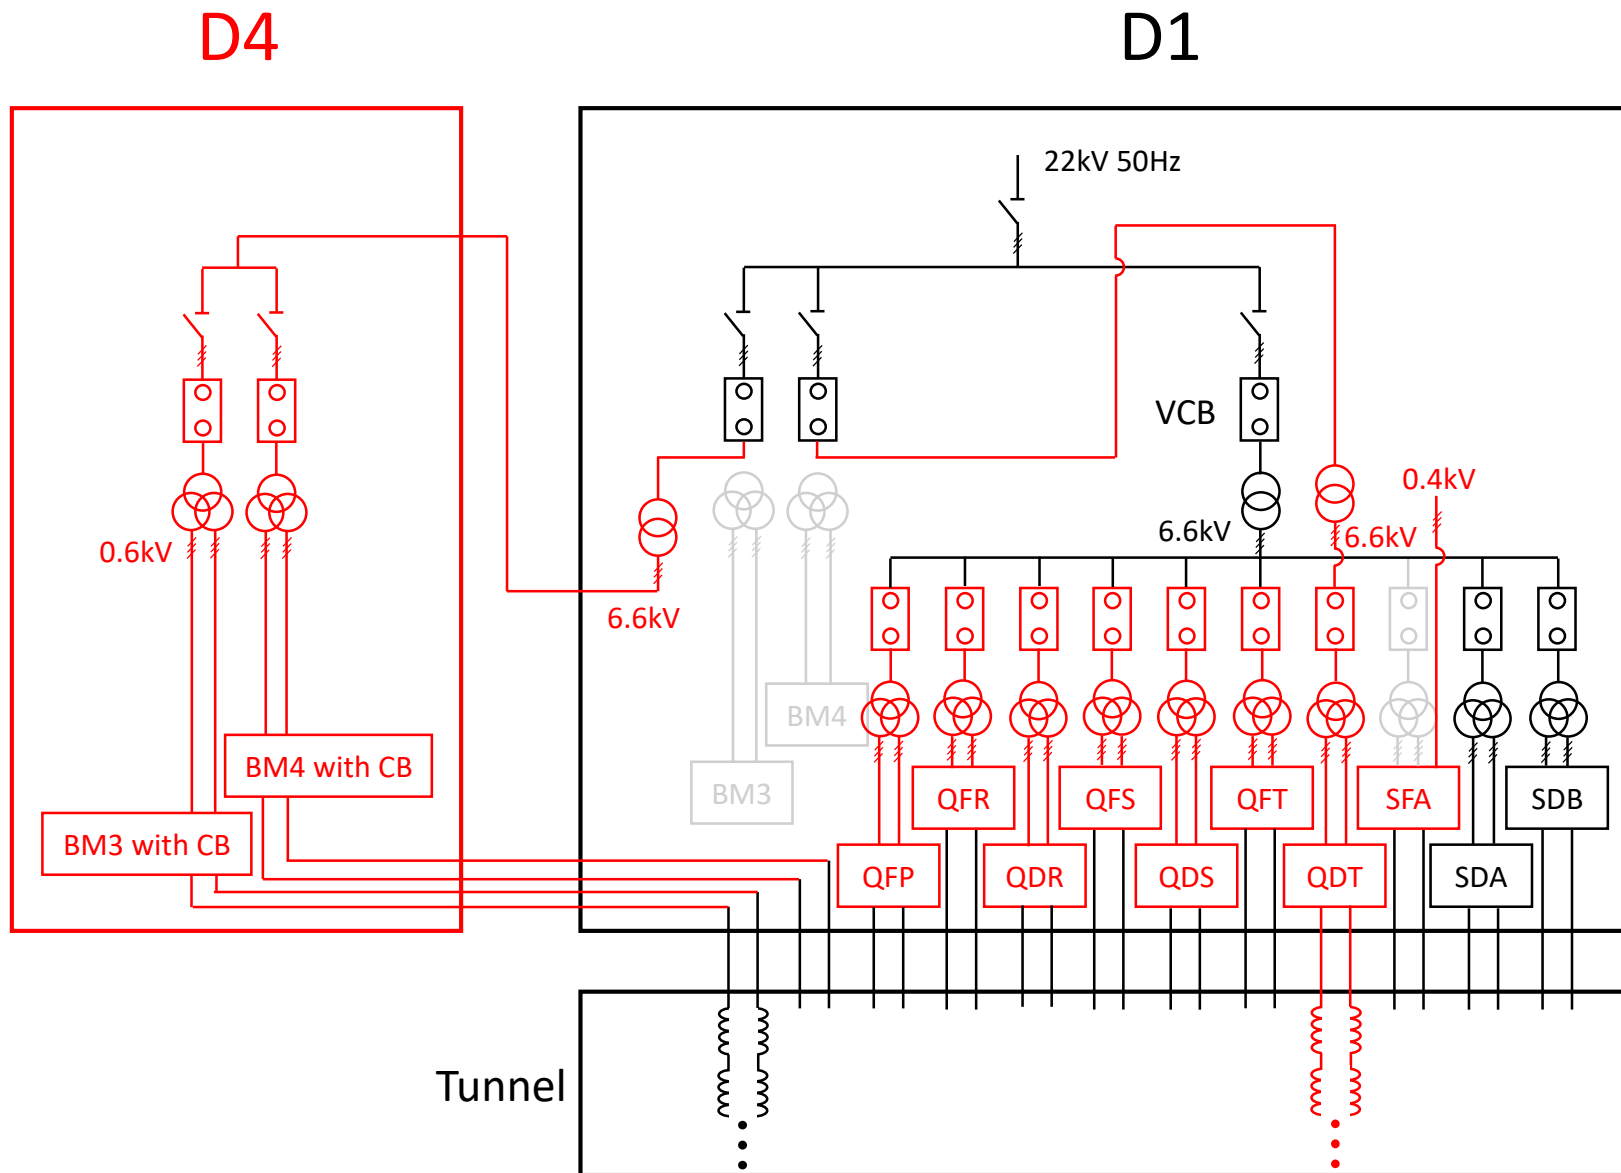 D4
D1
22kV 50Hz
VCB
0.4kV
6.6kV
6.6kV
0.6kV
6.6kV
BM4
BM4 with CB
BM3
QFR
QFS
QFT
SFA
SDB
BM3 with CB
QFP
QDR
QDS
QDT
SDA
Tunnel